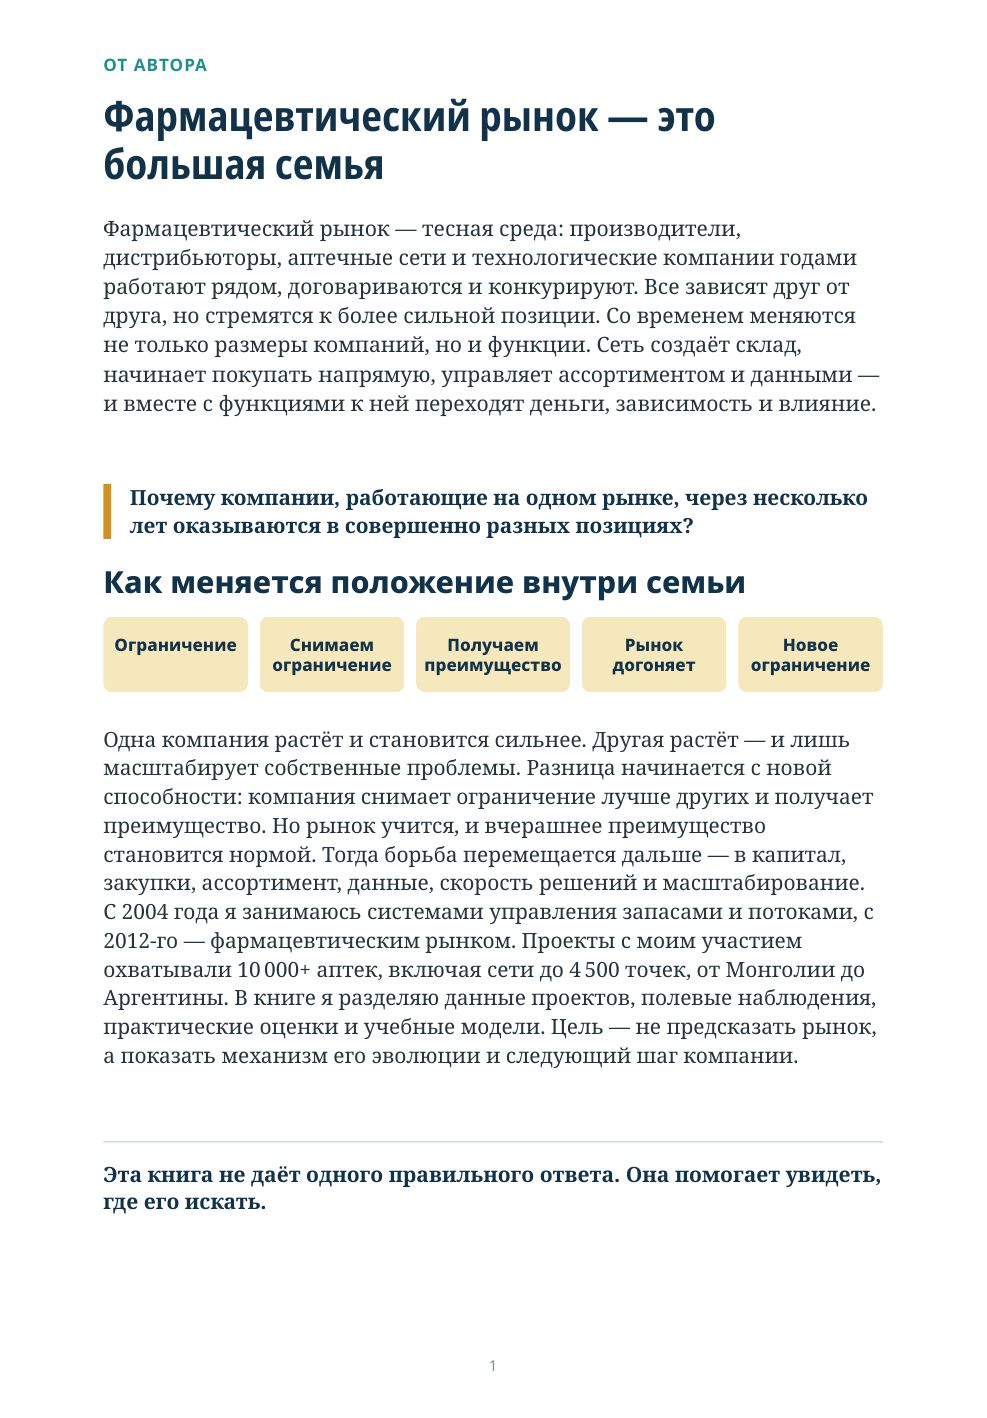 ОТ АВТОРА
Фармацевтический рынок — это
большая семья
Фармацевтический рынок — тесная среда: производители,
дистрибьюторы, аптечные сети и технологические компании годами
работают рядом, договариваются и конкурируют. Все зависят друг от
друга, но стремятся к более сильной позиции. Со временем меняются
не только размеры компаний, но и функции. Сеть создаёт склад,
начинает покупать напрямую, управляет ассортиментом и данными —
и вместе с функциями к ней переходят деньги, зависимость и влияние.
Почему компании, работающие на одном рынке, через несколько
лет оказываются в совершенно разных позициях?
Как меняется положение внутри семьи
Ограничение
Снимаем
ограничение
Получаем
преимущество
Рынок
догоняет
Новое
ограничение
Одна компания растёт и становится сильнее. Другая растёт — и лишь
масштабирует собственные проблемы. Разница начинается с новой
способности: компания снимает ограничение лучше других и получает
преимущество. Но рынок учится, и вчерашнее преимущество
становится нормой. Тогда борьба перемещается дальше — в капитал,
закупки, ассортимент, данные, скорость решений и масштабирование.
С 2004 года я занимаюсь системами управления запасами и потоками, с
2012-го — фармацевтическим рынком. Проекты с моим участием
охватывали 10 000+ аптек, включая сети до 4 500 точек, от Монголии до
Аргентины. В книге я разделяю данные проектов, полевые наблюдения,
практические оценки и учебные модели. Цель — не предсказать рынок,
а показать механизм его эволюции и следующий шаг компании.
Эта книга не даёт одного правильного ответа. Она помогает увидеть,
где его искать.
1